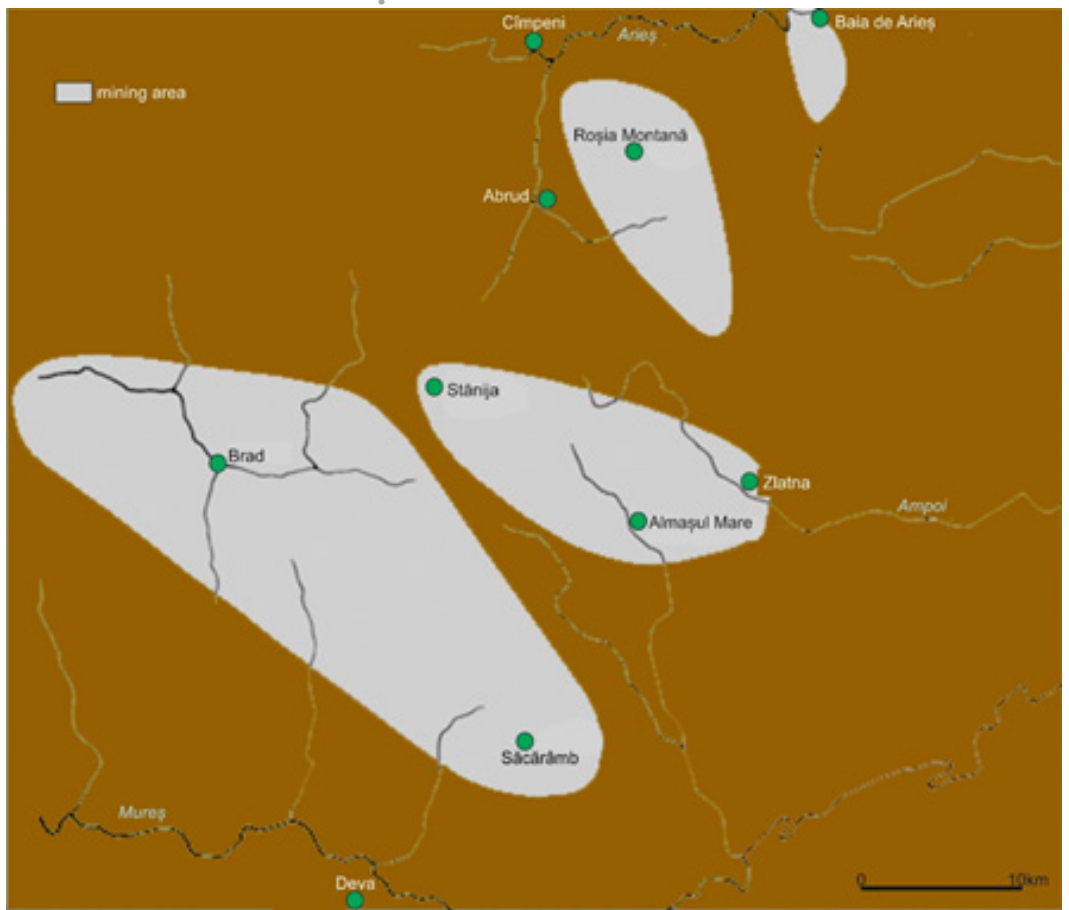 Cîmpeni
Arieș
Baia de Arieș
mining area
Roșia Montană
Abrud
Stănija
Brad
Zlatna
Ampoi
Almașul Mare
Săcărâmb
Mureș
Deva
0 10km